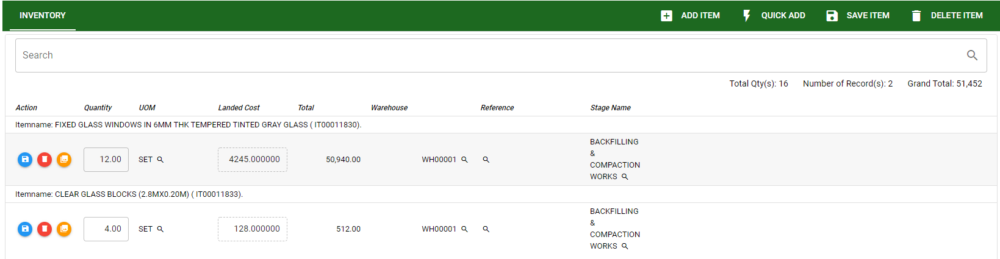 INVENTORY ADD ITEM QUICK ADD SAVE ITEM DELETE ITEM
Search
Total Qty(s): 16 Number of Record(s): 2 Grand Total: 51,452
Action Quantity UOM Landed Cost Total Warehouse Reference Stage Name
Itemname: FIXED GLASS WINDOWS IN 6MM THK TEMPERED TINTED GRAY GLASS ( IT00011830).
12.00 SET 4245.000000 50,940.00 WH00001
BACKFILLING
&
COMPACTION
WORKS
Itemname: CLEAR GLASS BLOCKS (2.8MX0.20M) ( IT00011833).
4.00 SET 128.000000 512.00 WH00001
BACKFILLING
&
COMPACTION
WORKS